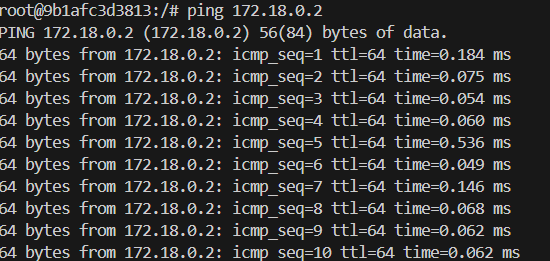 root@9b1afc3d3813:/# ping 172.18.0.2
PING 172.18.0.2 (172.18.0.2) 56(84) bytes of data.
64 bytes from 172.18.0.2: icmp_seq=1 ttl=64 time=0.184 ms
64 bytes from 172.18.0.2: icmp_seq=2 ttl=64 time=0.075 ms
64 bytes from 172.18.0.2: icmp_seq=3 ttl=64 time=0.054 ms
64 bytes from 172.18.0.2: icmp_seq=4 ttl=64 time=0.060 ms
64 bytes from 172.18.0.2: icmp_seq=5 ttl=64 time=0.536 ms
64 bytes from 172.18.0.2: icmp_seq=6 ttl=64 time=0.049 ms
64 bytes from 172.18.0.2: icmp_seq=7 ttl=64 time=0.146 ms
64 bytes from 172.18.0.2: icmp_seq=8 ttl=64 time=0.068 ms
64 bytes from 172.18.0.2: icmp_seq=9 ttl=64 time=0.062 ms
64 bytes from 172.18.0.2: icmp_seq=10 ttl=64 time=0.062 ms